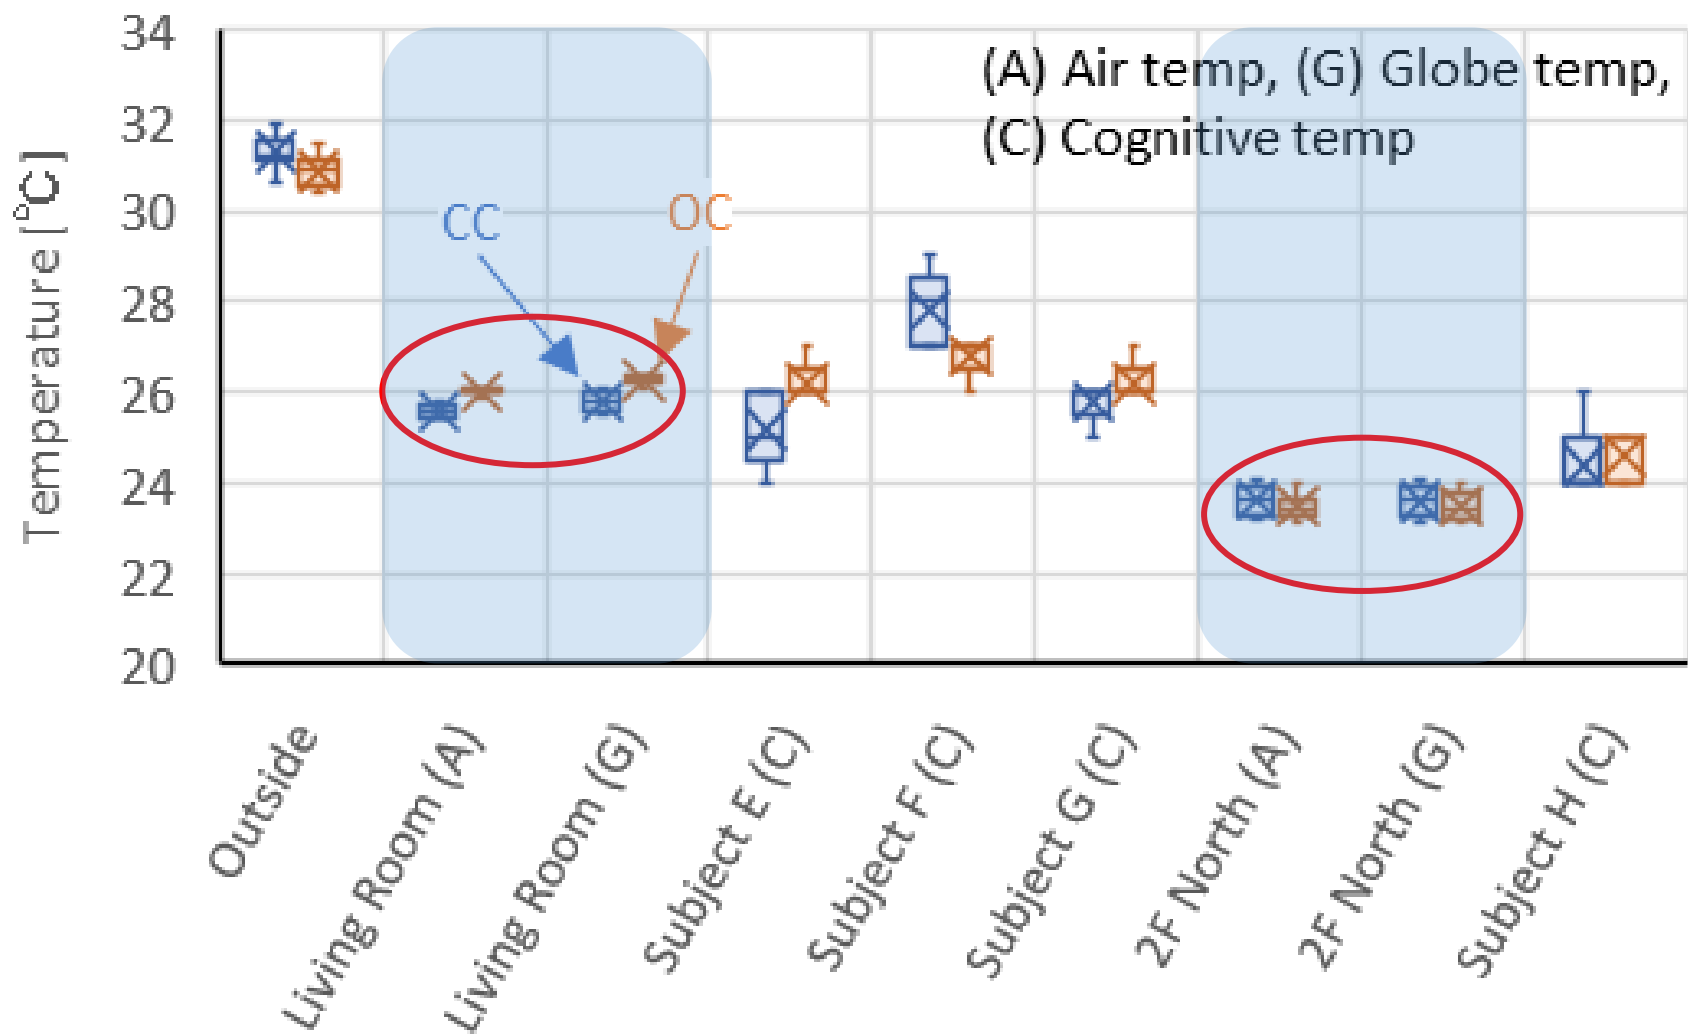 34
32
30
28
26
24
22
20
Temperature [°C]
(A) Air temp, (G) Globe temp,
(C) Cognitive temp
CC
OC
Outside
Living Room (A)
Living Room (G)
Subject E (C)
Subject F (C)
Subject G (C)
2F North (A)
2F North (G)
Subject H (C)